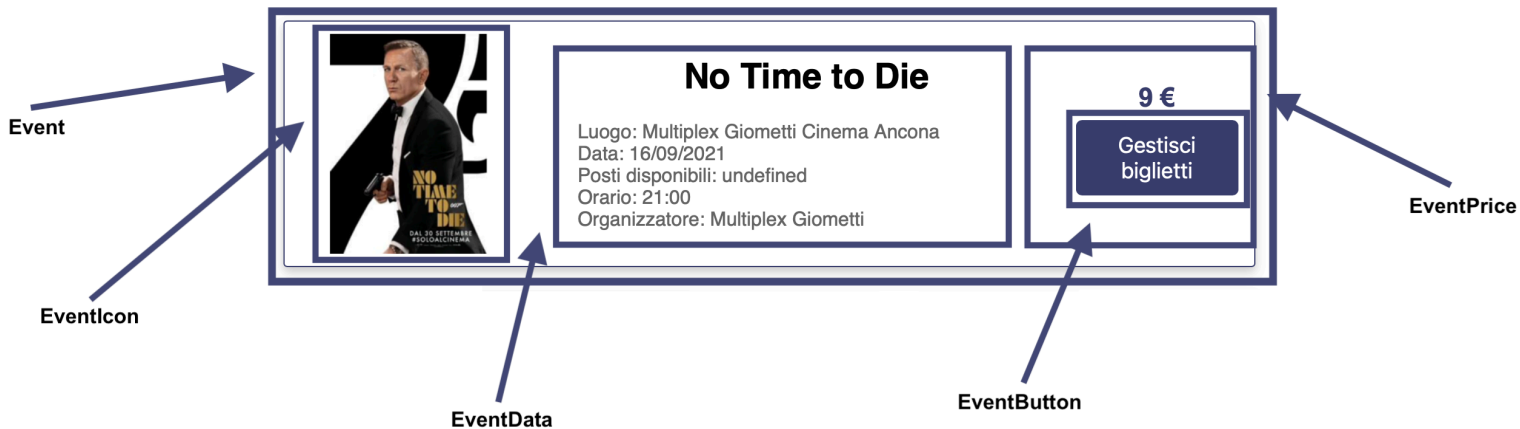 No Time to Die
9 €
Event
Luogo: Multiplex Giometti Cinema Ancona
Data: 16/09/2021
Posti disponibili: undefined
Orario: 21:00
Organizzatore: Multiplex Giometti
Gestisci
biglietti
NO
TIME
TO
DIE
DAL 30 SETTEMBRE
#SOLOALCINEMA
EventPrice
EventIcon
EventData
EventButton